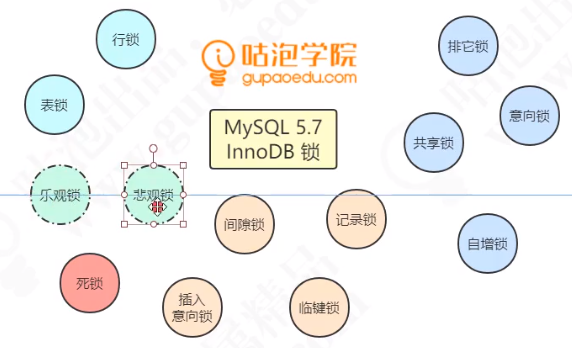 行锁
咕泡学院
gupaoedu.com
排它锁
表锁
意向锁
MySQL 5.7
InnoDB 锁
共享锁
乐观锁
悲观锁
间隙锁
记录锁
自增锁
死锁
插入
意向锁
临键锁